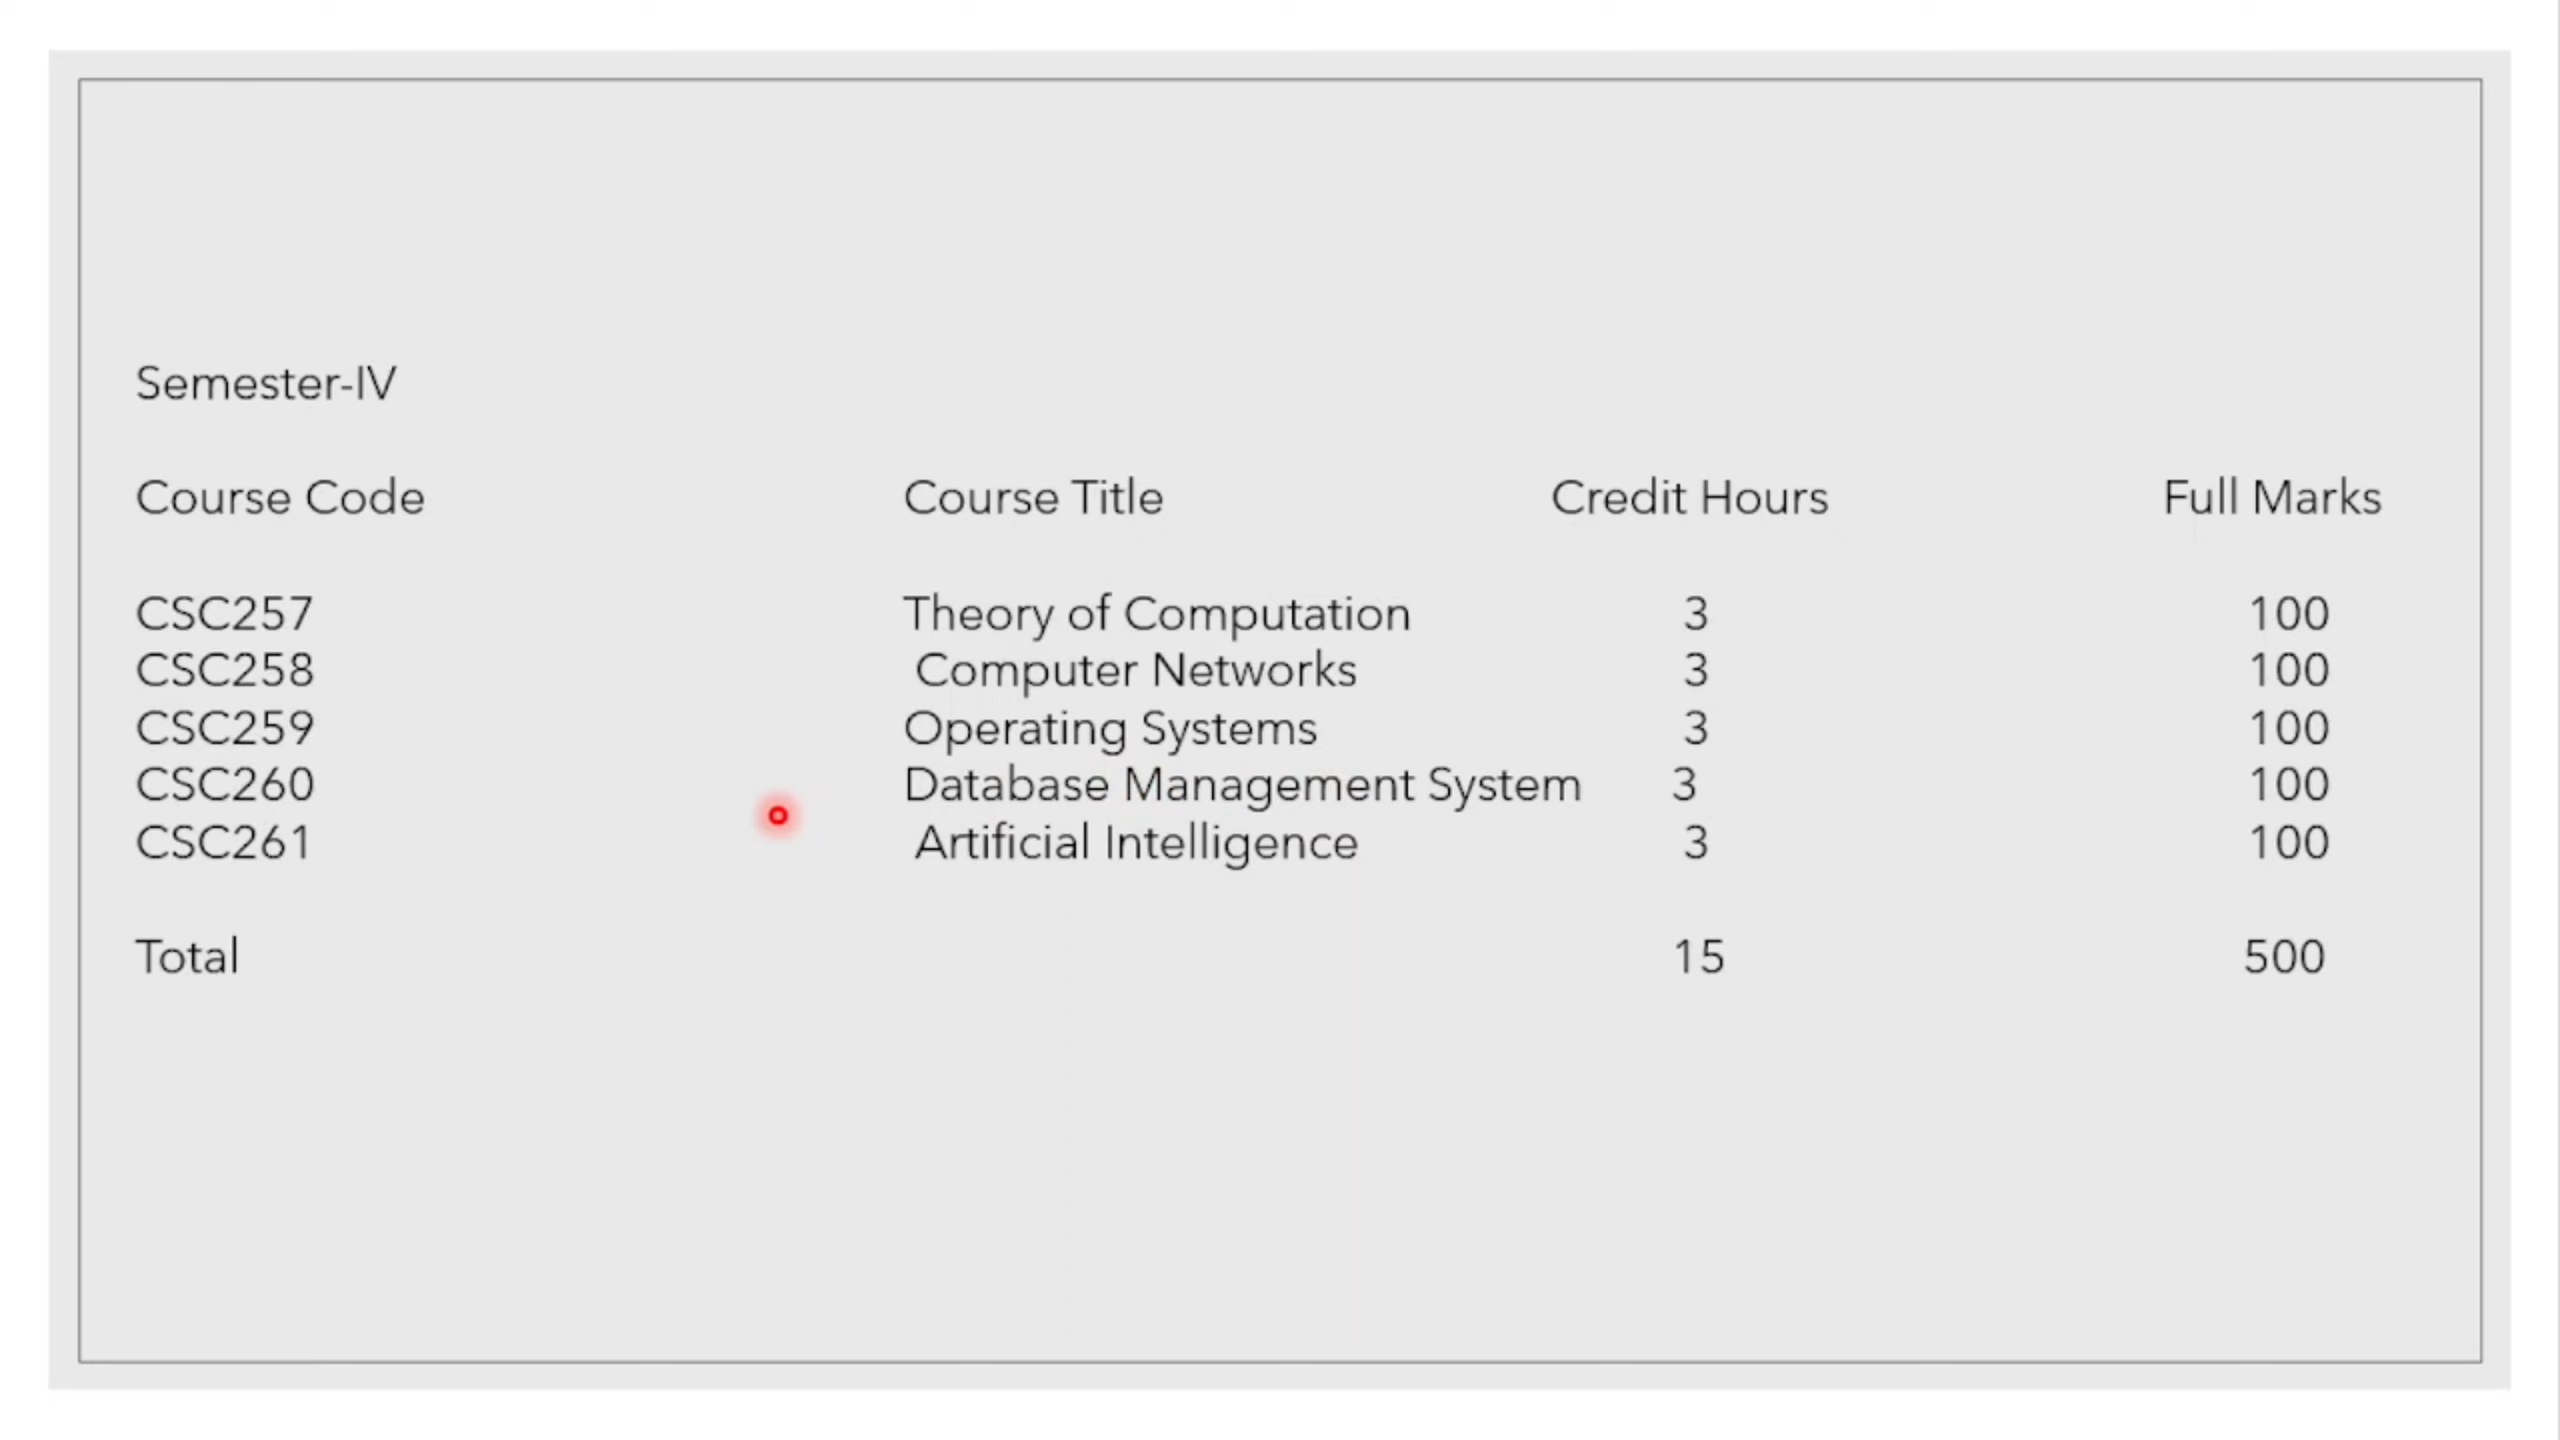 Semester-IV
Course Code Course Title Credit Hours Full Marks
CSC257 Theory of Computation 3 100
CSC258 Computer Networks 3 100
CSC259 Operating Systems 3 100
CSC260 Database Management System 3 100
CSC261 Artificial Intelligence 3 100
Total 15 500